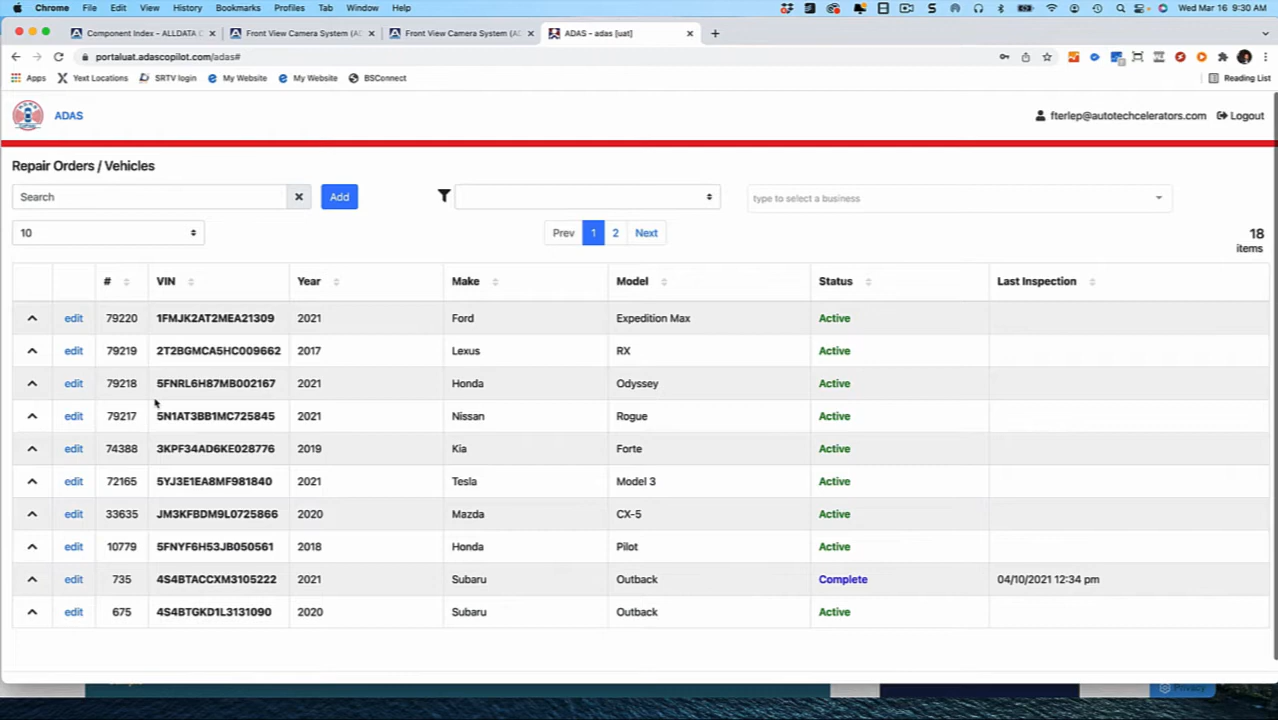 Chrome File Edit View History Bookmarks Profiles Tab Window Help Wed Mar 16 9:30 AM
Component Index – ALLDATA Front View Camera System (A Front View Camera System (A ADAS - adas [uat]
portaluat.adascopilot.com/adas#
Apps Yext Locations SRTV login My Website My Website BSConnect Reading List
ADAS fterlep@autotechcelerators.com Logout
Repair Orders / Vehicles
Search Add type to select a business
10 Prev 1 2 Next 18
items
# VIN Year Make Model Status Last Inspection
edit 79220 1FMJK2AT2MEA21309 2021 Ford Expedition Max Active
edit 79219 2T2BGMCA5HC009662 2017 Lexus RX Active
edit 79218 5FNRL6H87MB002167 2021 Honda Odyssey Active
edit 79217 5N1AT3BB1MC725845 2021 Nissan Rogue Active
edit 74388 3KPF34AD6KE028776 2019 Kia Forte Active
edit 72165 5YJ3E1EA8MF981840 2021 Tesla Model 3 Active
edit 33635 JM3KFBDM9L0725866 2020 Mazda CX-5 Active
edit 10779 5FNYF6H53JB050561 2018 Honda Pilot Active
edit 735 4S4BTACCXM3105222 2021 Subaru Outback Complete 04/10/2021 12:34 pm
edit 675 4S4BTGKD1L3131090 2020 Subaru Outback Active
Privacy